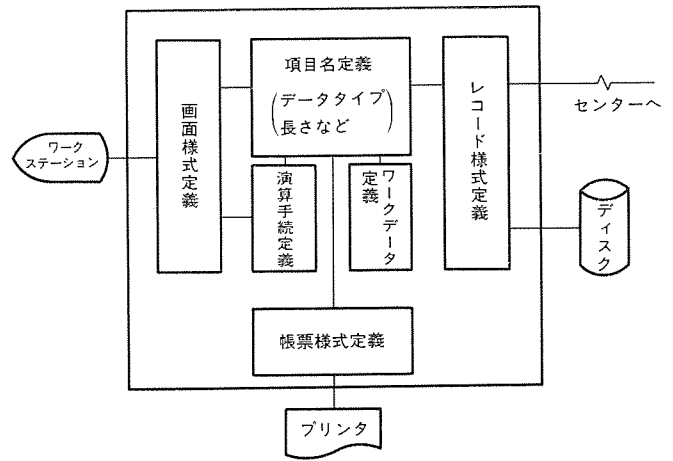 ワーク
ステーション
画面様式定義
項目名定義
(データタイプ
長さなど)
演算手続定義
ワークデータ
定義
レコード様式定義
センターへ
ディスク
帳票様式定義
プリンタ